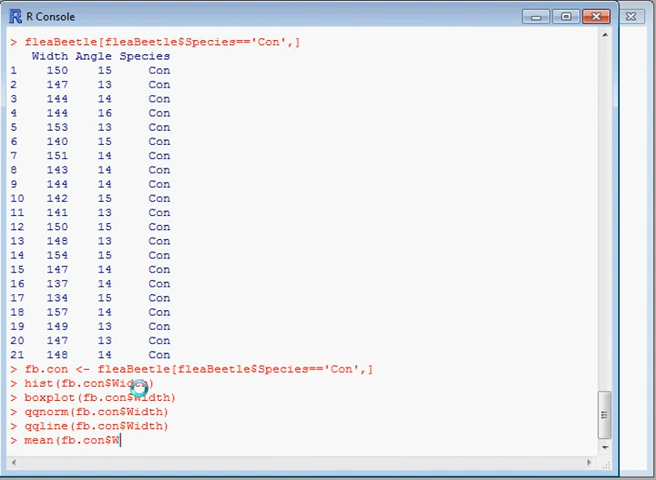 R Console
> fleaBeetle[fleaBeetle$Species=='Con',]
Width Angle Species
1 150 15 Con
2 147 13 Con
3 144 14 Con
4 144 16 Con
5 153 13 Con
6 140 15 Con
7 151 14 Con
8 143 14 Con
9 144 14 Con
10 142 15 Con
11 141 13 Con
12 150 15 Con
13 148 13 Con
14 154 15 Con
15 147 14 Con
16 137 14 Con
17 134 15 Con
18 157 14 Con
19 149 13 Con
20 147 13 Con
21 148 14 Con
> fb.con <- fleaBeetle[fleaBeetle$Species=='Con',]
> hist(fb.con$Width)
> boxplot(fb.con$Width)
> qqnorm(fb.con$Width)
> qqline(fb.con$Width)
> mean(fb.con$W